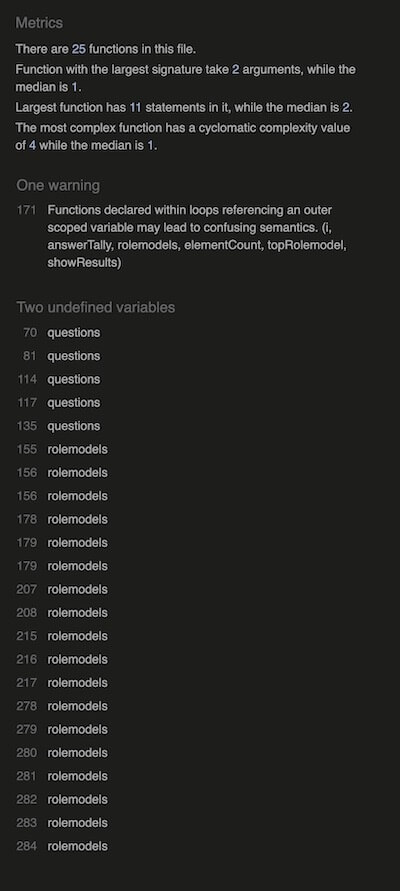 Metrics
There are 25 functions in this file.
Function with the largest signature take 2 arguments, while the
median is 1.
Largest function has 11 statements in it, while the median is 2.
The most complex function has a cyclomatic complexity value
of 4 while the median is 1.
One warning
171 Functions declared within loops referencing an outer
scoped variable may lead to confusing semantics. (i,
answerTally, rolemodels, elementCount, topRolemodel,
showResults)
Two undefined variables
70 questions
81 questions
114 questions
117 questions
135 questions
155 rolemodels
156 rolemodels
156 rolemodels
178 rolemodels
179 rolemodels
179 rolemodels
207 rolemodels
208 rolemodels
215 rolemodels
216 rolemodels
217 rolemodels
278 rolemodels
279 rolemodels
280 rolemodels
281 rolemodels
282 rolemodels
283 rolemodels
284 rolemodels